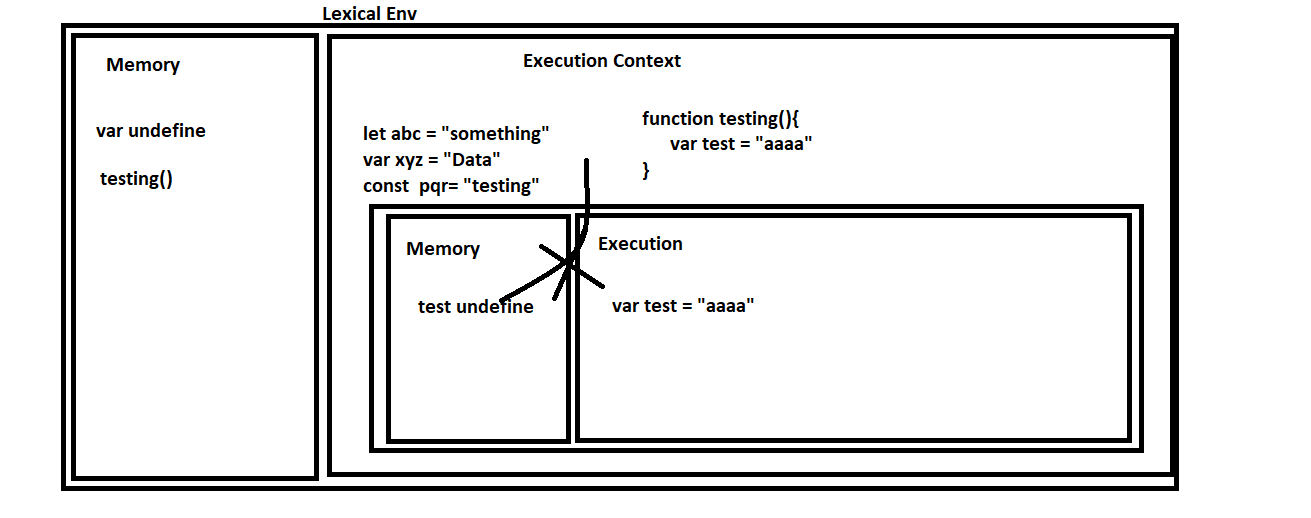 Lexical Env
Memory
var undefine
testing()
Execution Context
let abc = "something"
var xyz = "Data"
const  pqr= "testing"
function testing(){
var test = "aaaa"
}
Memory
test undefine
Execution
var test = "aaaa"